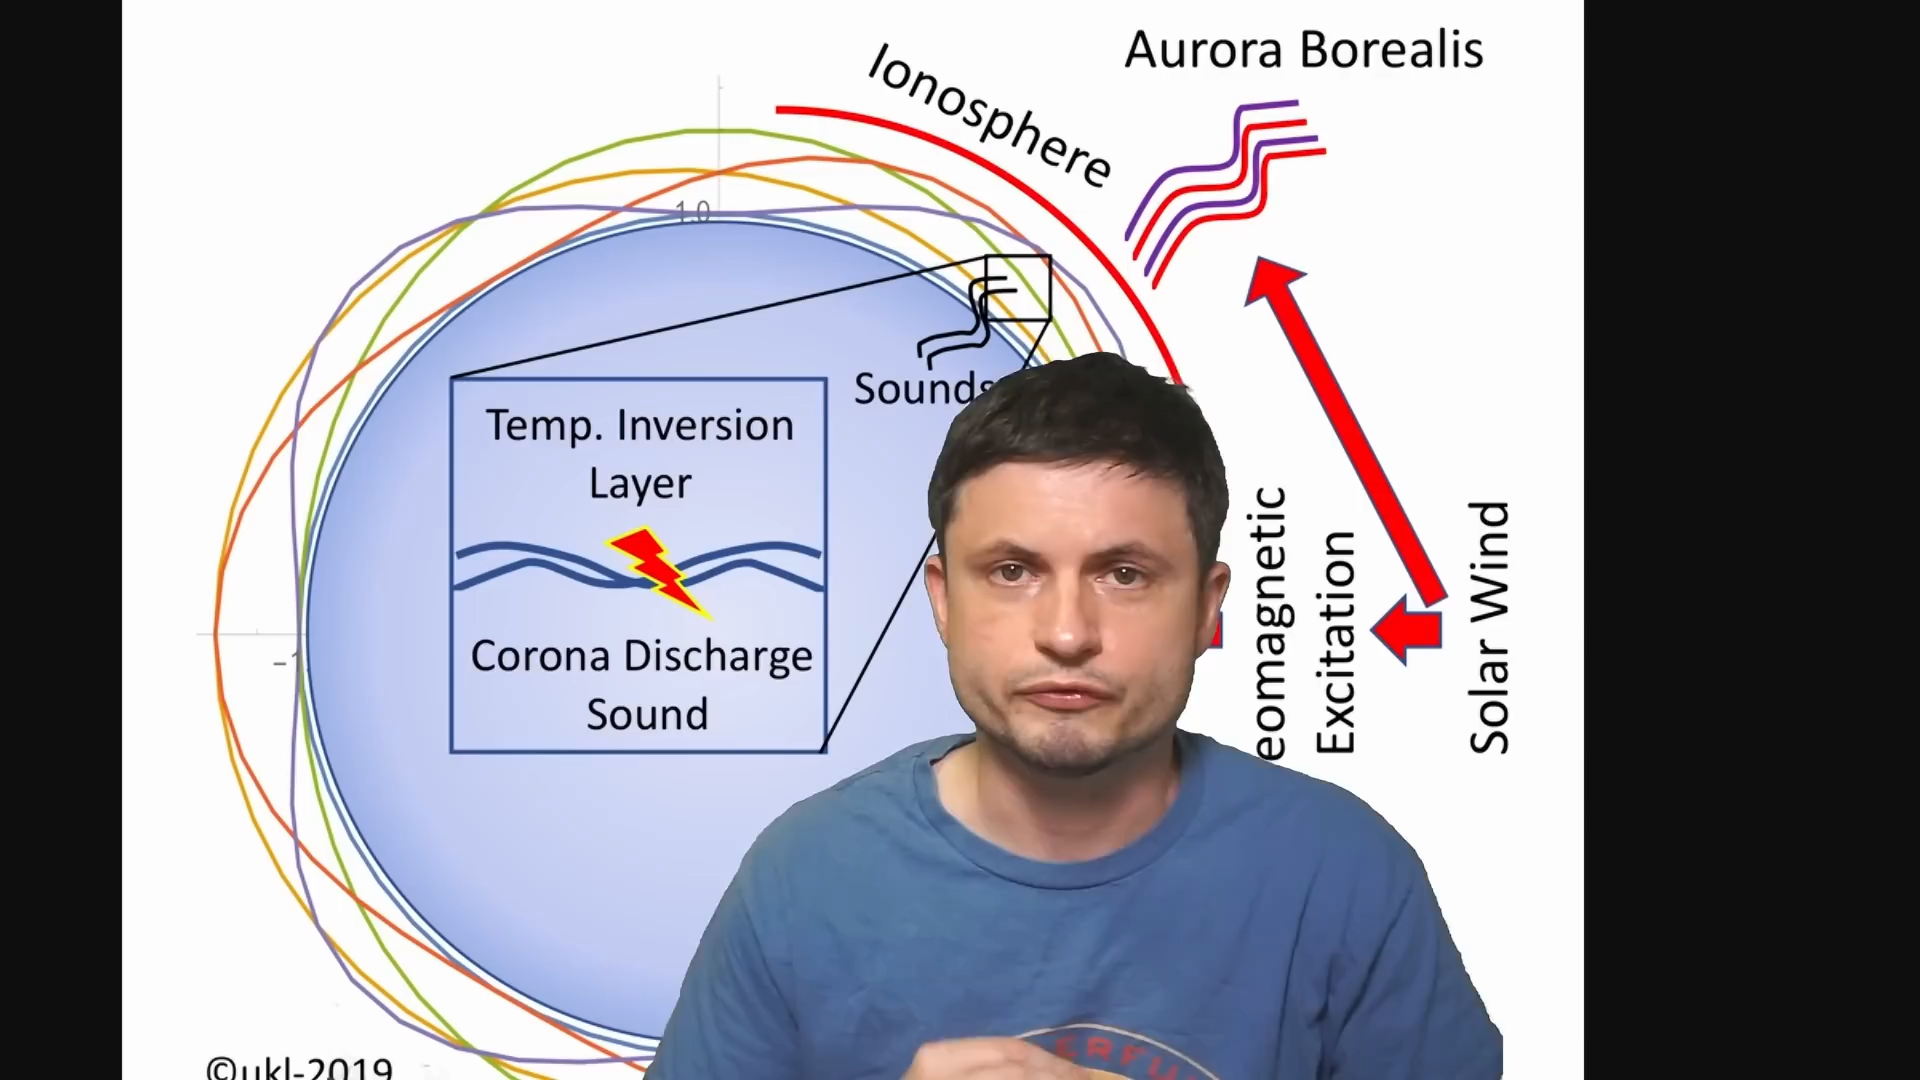 Aurora Borealis
Ionosphere
1.0
Sounds
Temp. Inversion
Layer
Corona Discharge
Sound
eomagnetic
Excitation
Solar Wind
©ukl-2019